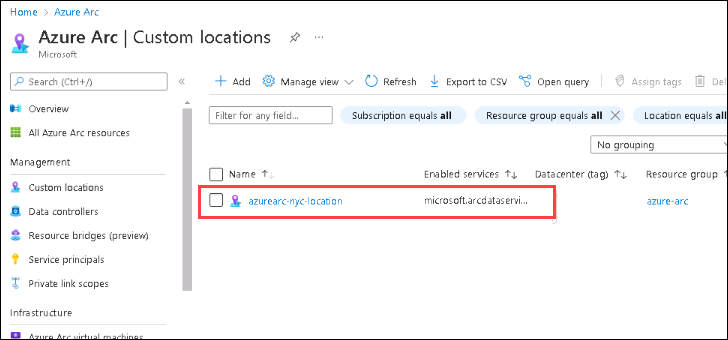 Home > Azure Arc >
Azure Arc | Custom locations ...
Microsoft
Search (Ctrl+/) «
Overview
All Azure Arc resources
Management
Custom locations
Data controllers
Resource bridges (preview)
Service principals
Private link scopes
Infrastructure
Azure Arc virtual machines
+ Add Manage view Refresh Export to CSV Open query Assign tags Del
Filter for any field... Subscription equals all Resource group equals all × Location equals all
No grouping
Name ↑↓ Enabled services ↑↓ Datacenter (tag) ↑↓ Resource group ↑
azurearc-nyc-location microsoft.arcdataservi... azure-arc